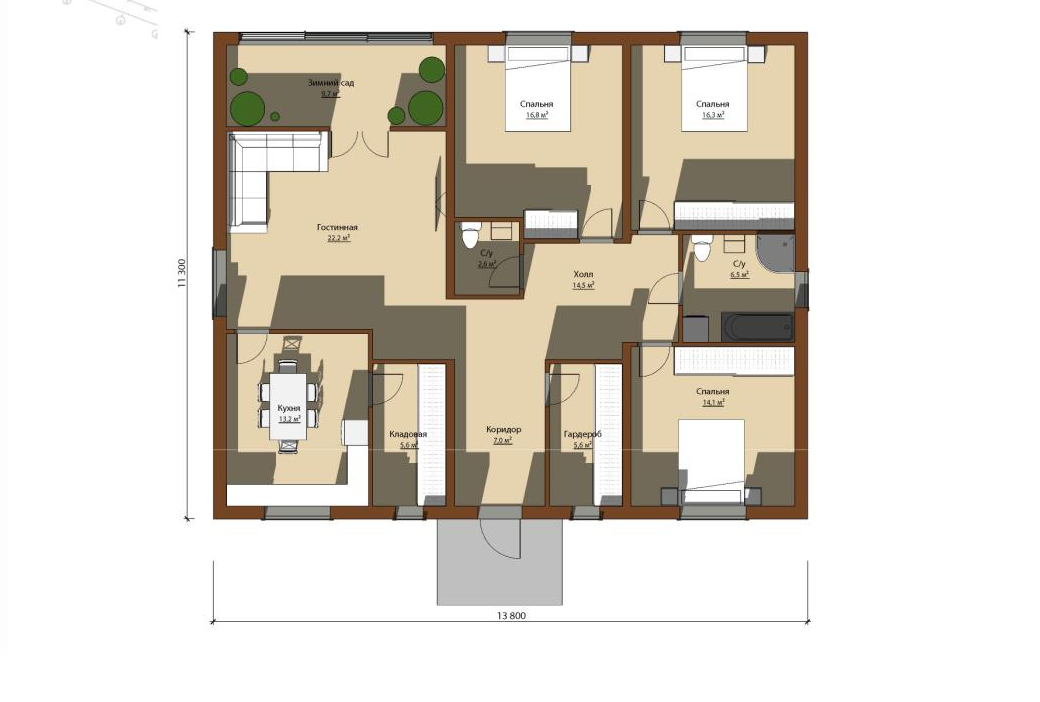 Зимний сад
9,7 м²
Спальня
16,8 м²
Спальня
16,3 м²
Гостинная
22,2 м²
С/у
2,6 м²
Холл
14,5 м²
С/у
6,5 м²
11 300
Кухня
13,2 м²
Кладовая
5,6 м²
Коридор
7,0 м²
Гардероб
5,6 м²
Спальня
14,1 м²
13 800